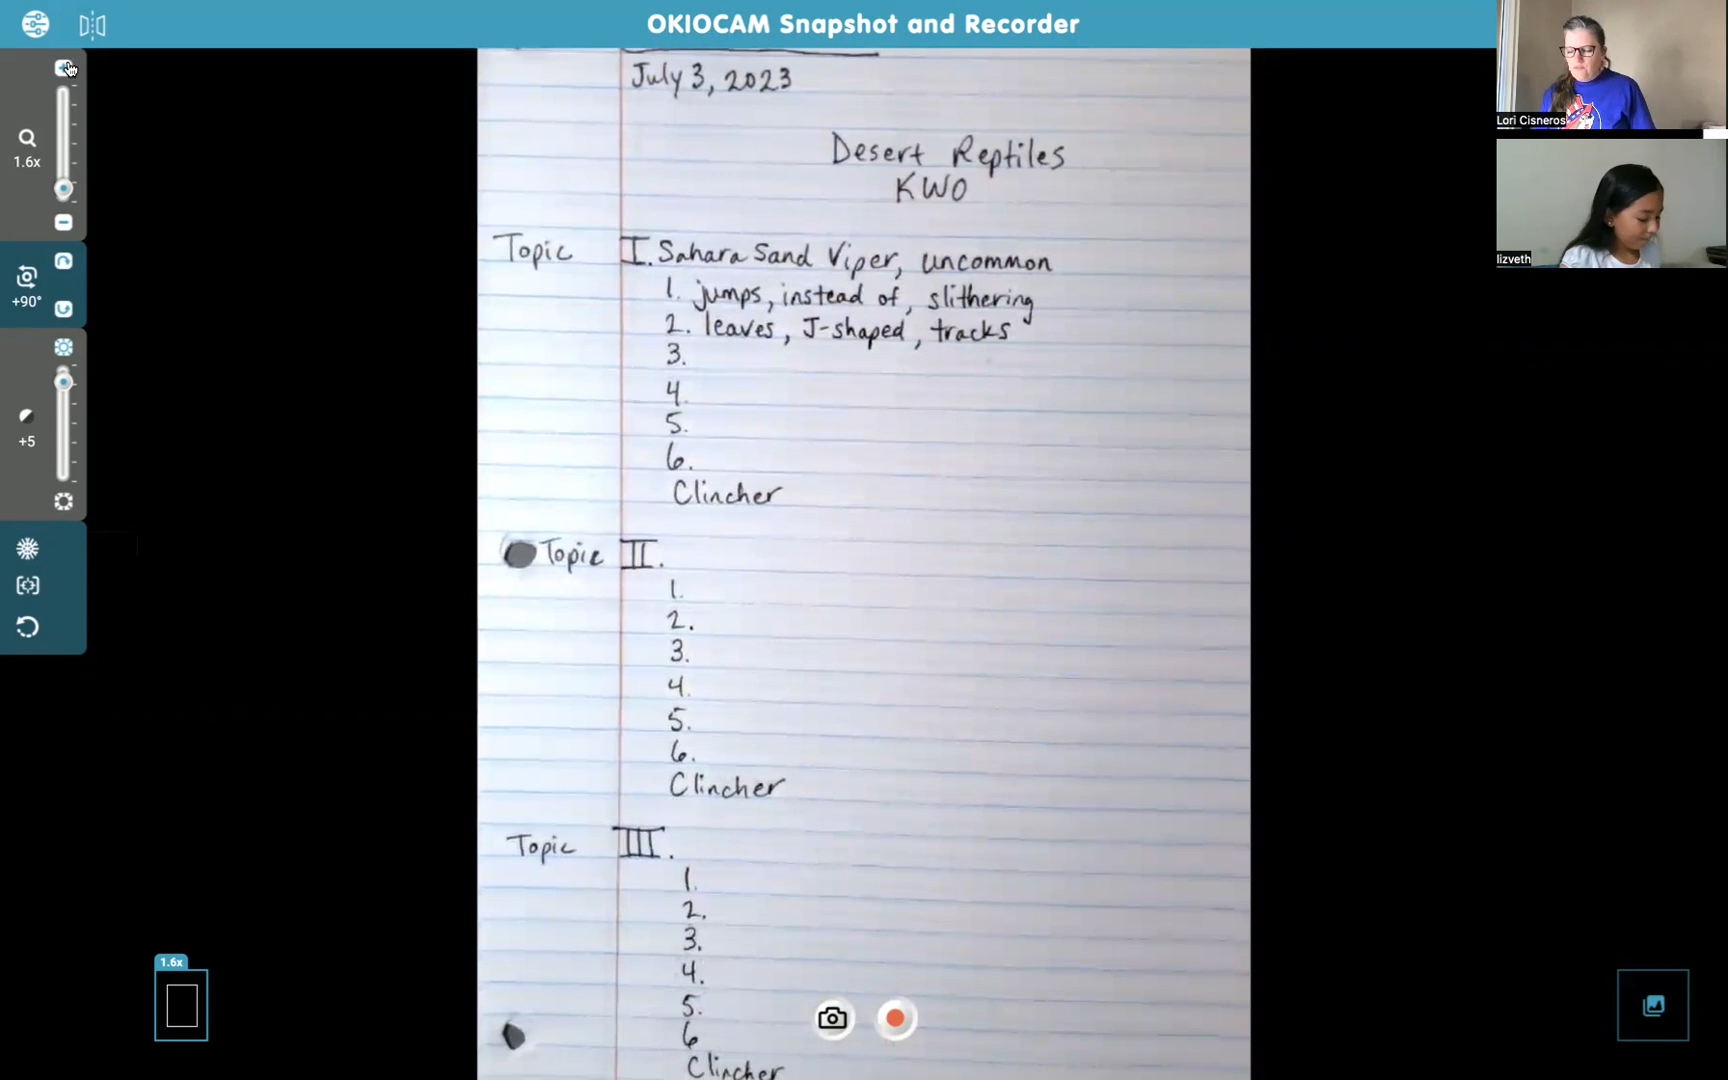 OKIOCAM Snapshot and Recorder
1.6x
+90°
+5
July 3, 2023
Desert Reptiles
KWO
Topic I. Sahara Sand Viper, uncommon
1. jumps, instead of, slithering
2. leaves, J-shaped, tracks
3.
4.
5.
6.
Clincher
Topic II.
1.
2.
3.
4.
5.
6.
Clincher
Topic III.
1.
2.
3.
4.
5.
6
Clincher
1.6x
Lori Cisneros
lizveth